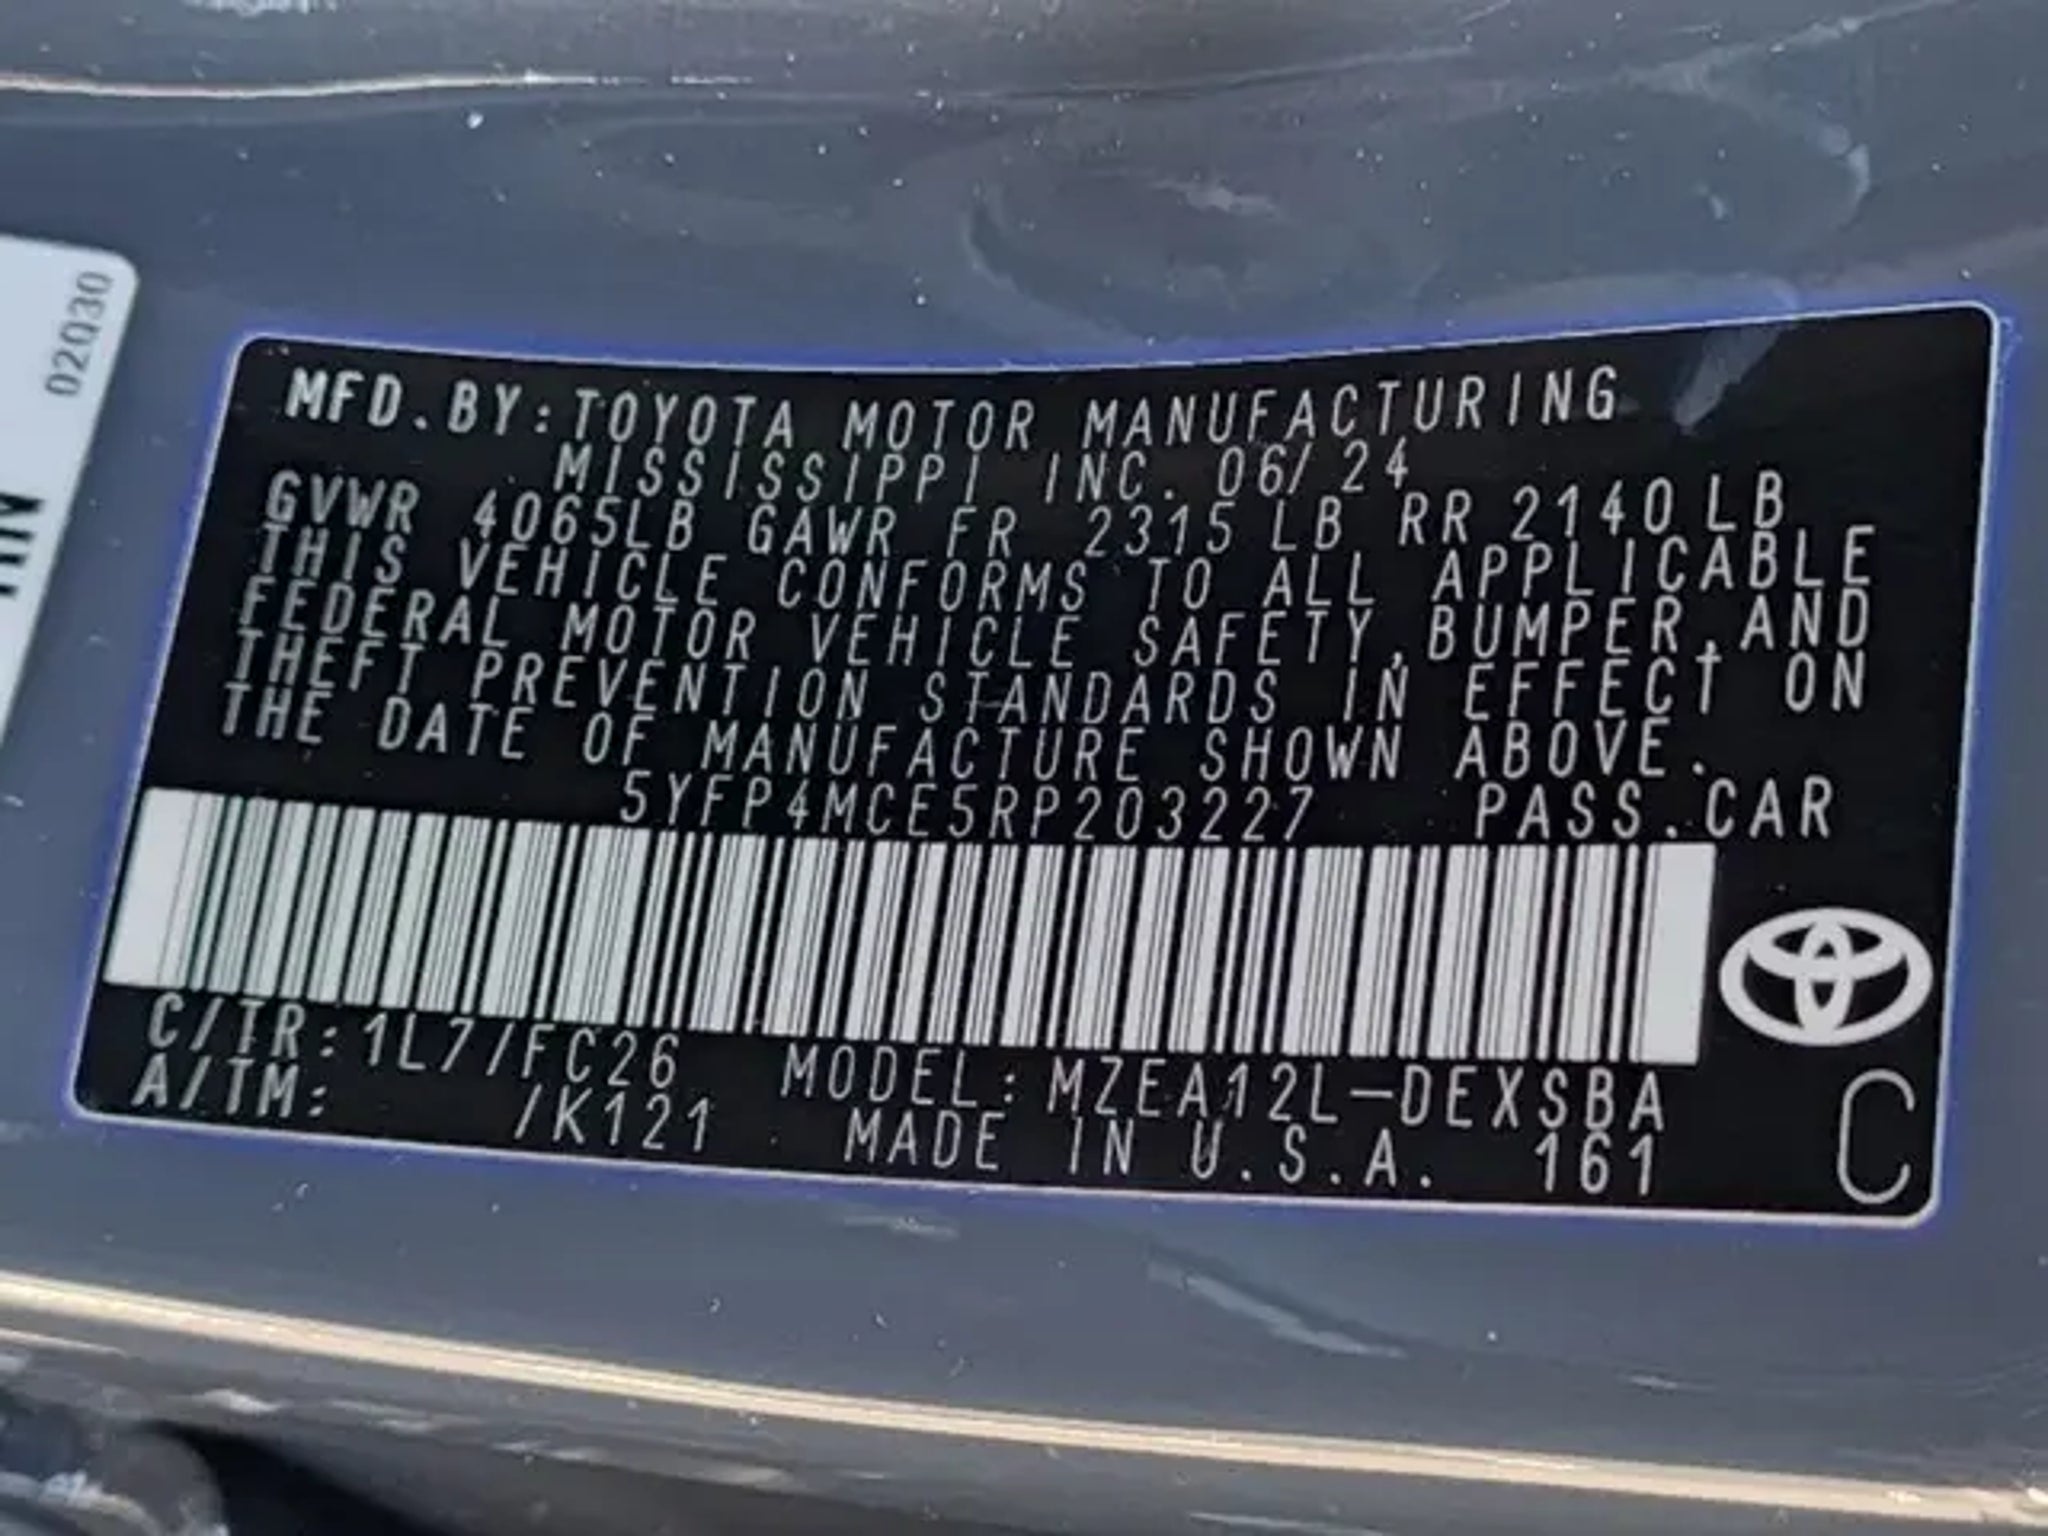 02Q30
MFD.BY:TOYOTA MOTOR MANUFACTURING
MISSISSIPPI INC. 06/24
GVWR 4065LB GAWR FR 2315 LB RR 2140LB
THIS VEHICLE CONFORMS TO ALL APPLICABLE
FEDERAL MOTOR VEHICLE SAFETY,BUMPER,AND
THEFT PREVENTION STANDARDS IN EFFECT ON
THE DATE OF MANUFACTURE SHOWN ABOVE.
5YFP4MCE5RP203227 PASS.CAR
C/TR:1L7/FC26 MODEL:MZEA12L-DEXSBA
A/TM: /K121 MADE IN U.S.A. 161
C